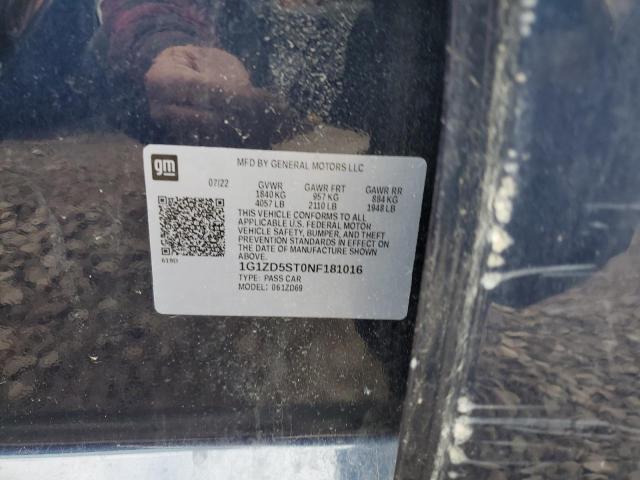 gm
MFD BY GENERAL MOTORS LLC
07/22 GVWR GAWR FRT GAWR RR
1840 KG 957 KG 884 KG
4057 LB 2110 LB 1948 LB
THIS VEHICLE CONFORMS TO ALL
APPLICABLE U.S. FEDERAL MOTOR
VEHICLE SAFETY, BUMPER, AND THEFT
PREVENTION STANDARDS IN EFFECT ON
THE DATE OF MANUFACTURE SHOWN
ABOVE.
1G1ZD5ST0NF181016
TYPE: PASS CAR
MODEL: 061ZD69